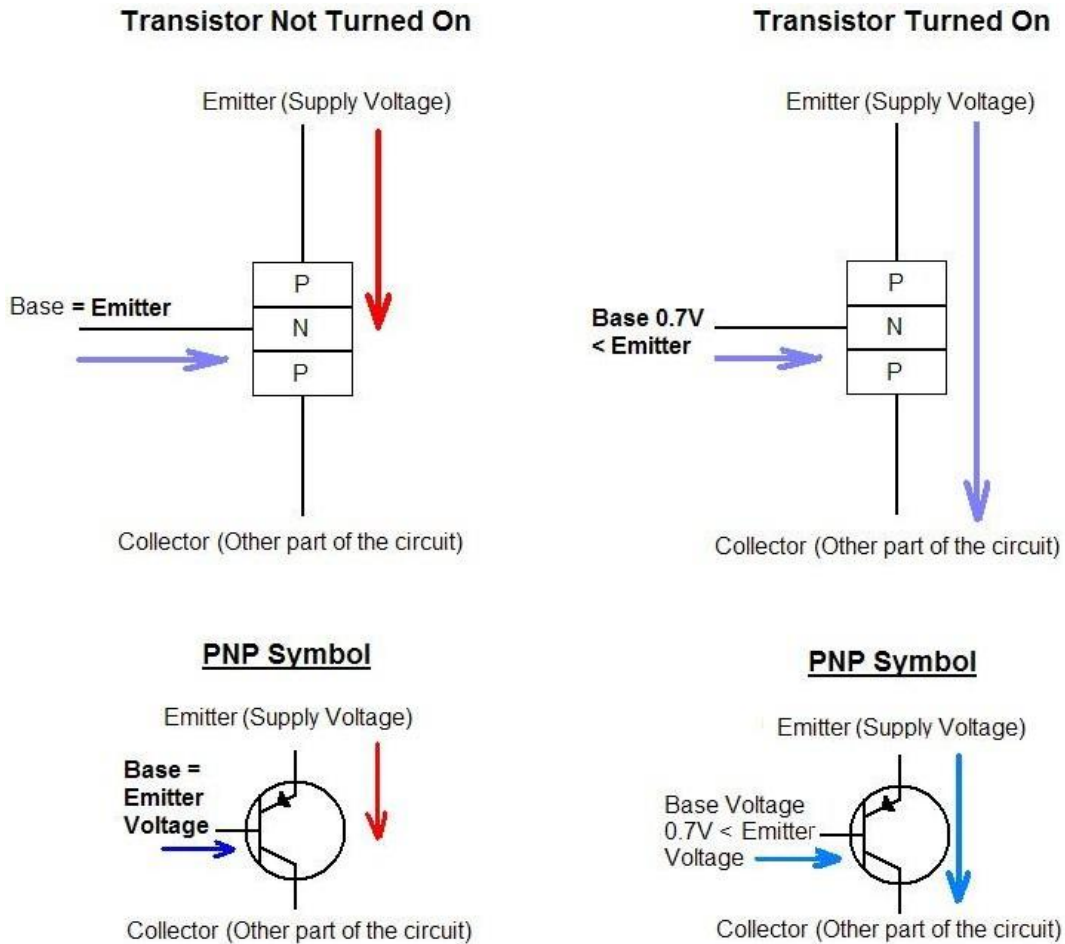 Transistor Not Turned On
Emitter (Supply Voltage)
Base = Emitter
P
N
P
Collector (Other part of the circuit)
Transistor Turned On
Emitter (Supply Voltage)
Base 0.7V
< Emitter
P
N
P
Collector (Other part of the circuit)
PNP Symbol
Emitter (Supply Voltage)
Base =
Emitter
Voltage
Collector (Other part of the circuit)
PNP Symbol
Emitter (Supply Voltage)
Base Voltage
0.7V < Emitter
Voltage
Collector (Other part of the circuit)